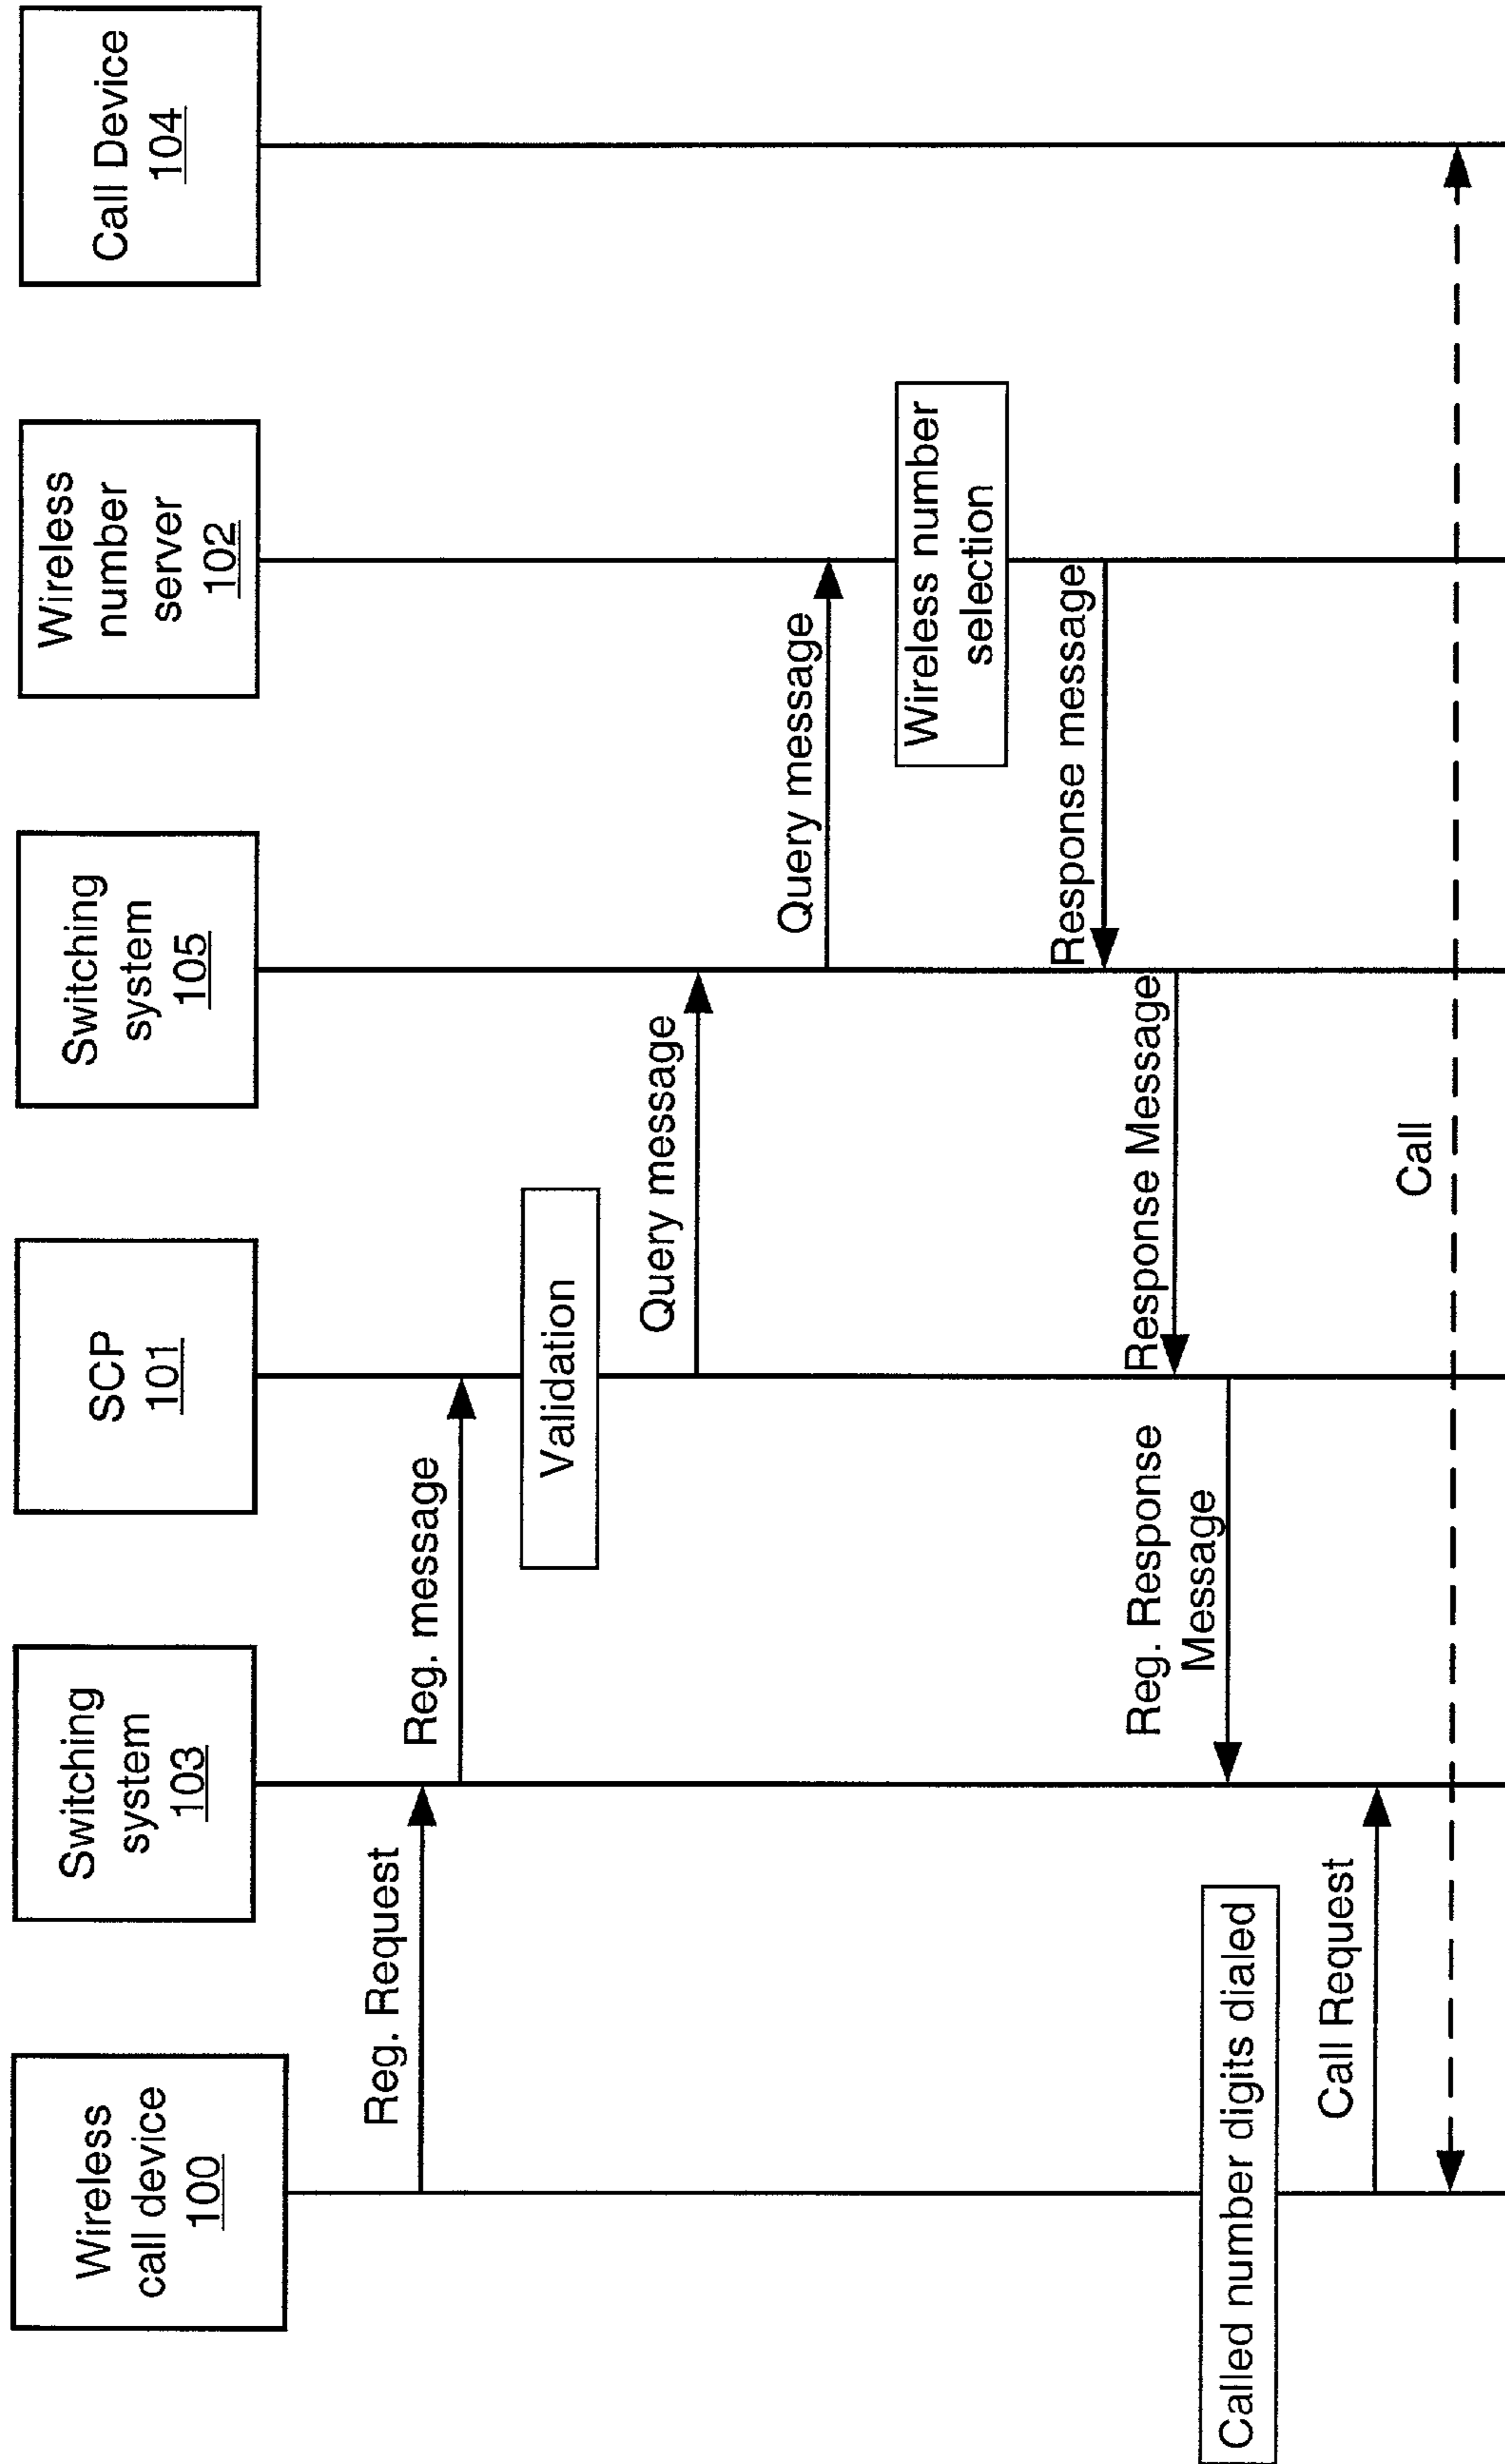 Wireless
call device
100
Switching
system
103
SCP
101
Switching
system
105
Wireless
number
server
102
Call Device
104
Reg. Request
Reg. message
Validation
Query message
Query message
Wireless number
selection
Response message
Response Message
Reg. Response
Message
Called number digits dialed
Call Request
Call